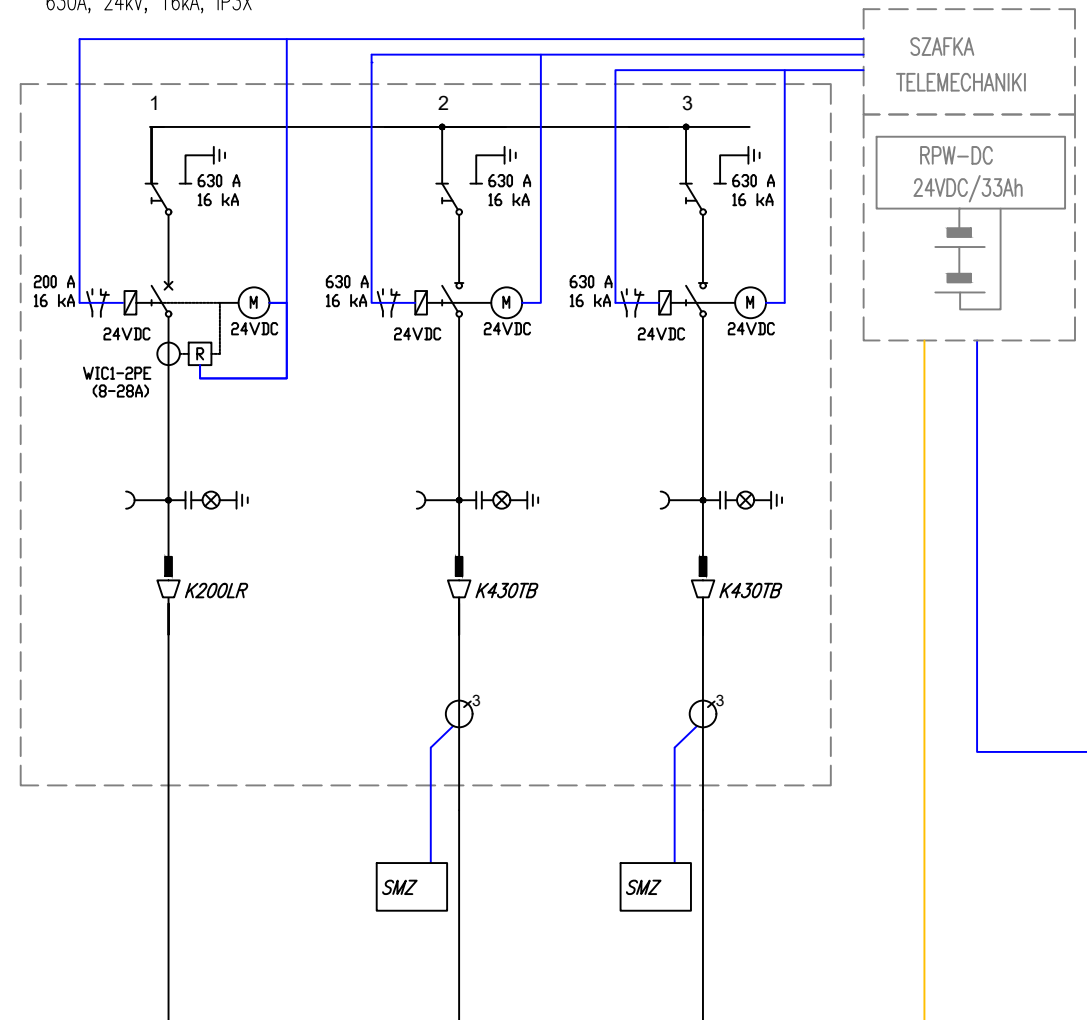 630A, 24kV, 16kA, IP3X
SZAFKA
TELEMECHANIKI
RPW-DC
24VDC/33Ah
1
2
3
630 A
16 kA
630 A
16 kA
630 A
16 kA
200 A
16 kA
24VDC
M
24VDC
630 A
16 kA
24VDC
M
24VDC
630 A
16 kA
24VDC
M
24VDC
R
WIC1-2PE
(8-28A)
K200LR
K430TB
K430TB
3
3
SMZ
SMZ